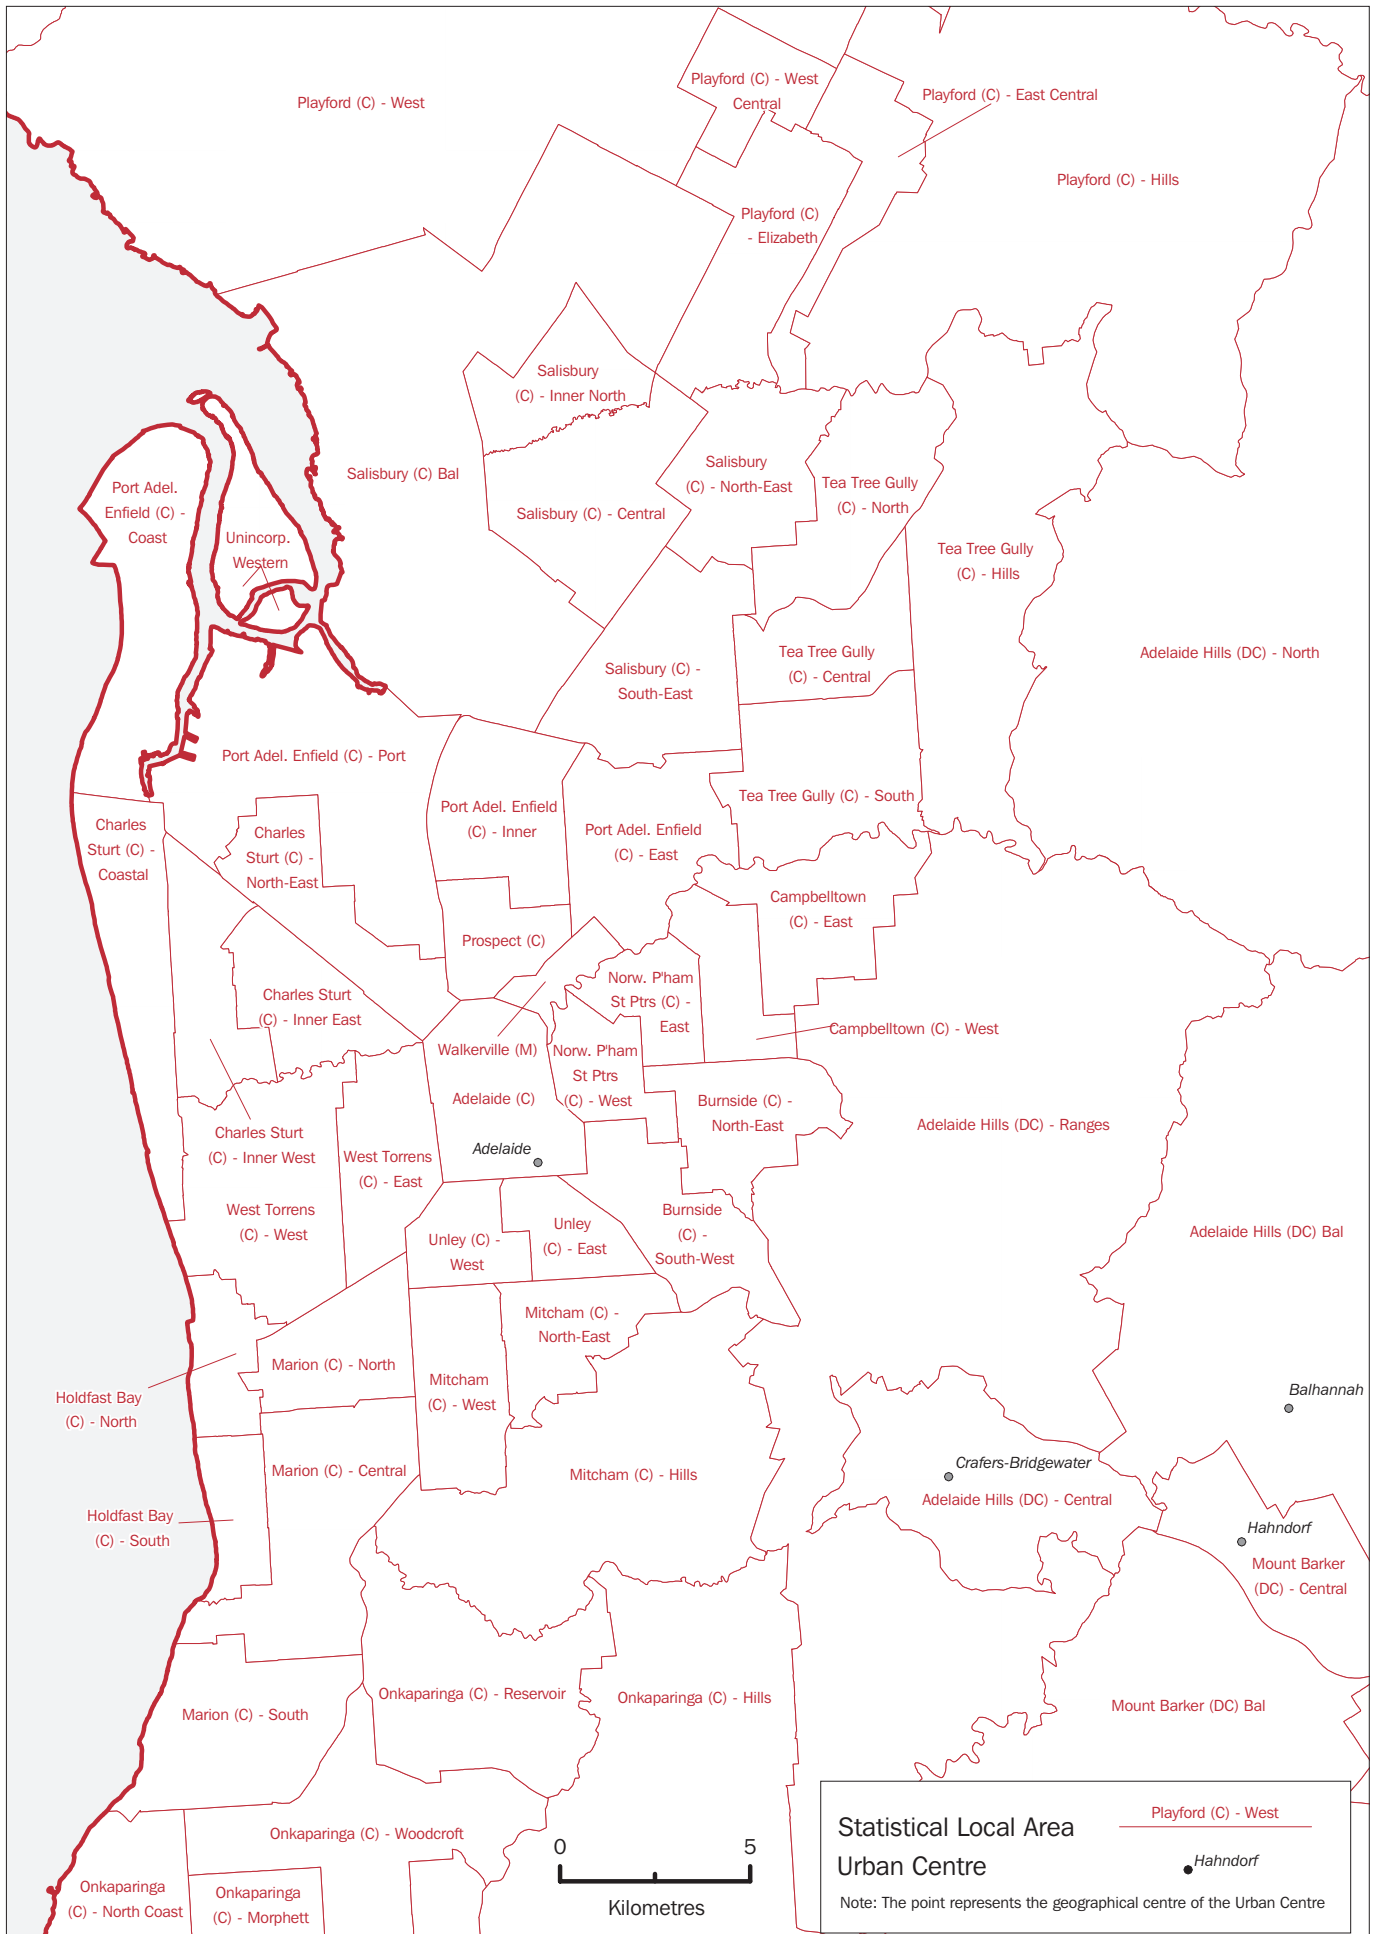 Playford (C) - West
Playford (C) - West
Central
Playford (C) - East Central
Playford (C) - Hills
Playford (C)
- Elizabeth
Salisbury
(C) - Inner North
Salisbury (C) Bal
Salisbury
(C) - North-East
Tea Tree Gully
(C) - North
Port Adel.
Enfield (C) -
Coast
Salisbury (C) - Central
Unincorp.
Western
Tea Tree Gully
(C) - Hills
Adelaide Hills (DC) - North
Tea Tree Gully
(C) - Central
Salisbury (C) -
South-East
Port Adel. Enfield (C) - Port
Tea Tree Gully (C) - South
Port Adel. Enfield
(C) - Inner
Port Adel. Enfield
(C) - East
Charles
Sturt (C) -
Coastal
Charles
Sturt (C) -
North-East
Campbelltown
(C) - East
Prospect (C)
Norw. P'ham
St Ptrs (C) -
East
Charles Sturt
(C) - Inner East
Campbelltown (C) - West
Walkerville (M)
Norw. P'ham
St Ptrs
(C) - West
Adelaide (C)
Burnside (C) -
North-East
Adelaide Hills (DC) - Ranges
Charles Sturt
(C) - Inner West
Adelaide
West Torrens
(C) - East
West Torrens
(C) - West
Unley (C) -
West
Unley
(C) - East
Burnside
(C) -
South-West
Adelaide Hills (DC) Bal
Mitcham (C) -
North-East
Marion (C) - North
Mitcham
(C) - West
Holdfast Bay
(C) - North
Balhannah
Marion (C) - Central
Mitcham (C) - Hills
Crafers-Bridgewater
Adelaide Hills (DC) - Central
Holdfast Bay
(C) - South
Hahndorf
Mount Barker
(DC) - Central
Onkaparinga (C) - Reservoir
Onkaparinga (C) - Hills
Marion (C) - South
Mount Barker (DC) Bal
Onkaparinga (C) - Woodcroft
Onkaparinga
(C) - North Coast
Onkaparinga
(C) - Morphett
0 5
Kilometres
Statistical Local Area
Playford (C) - West
Urban Centre
Hahndorf
Note: The point represents the geographical centre of the Urban Centre